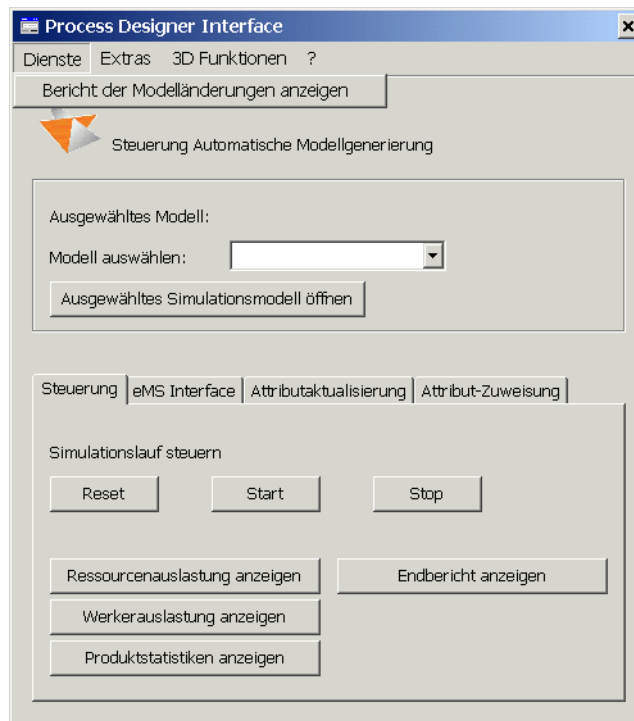 Process Designer Interface
Dienste Extras 3D Funktionen ?
Bericht der Modelländerungen anzeigen
Steuerung Automatische Modellgenerierung
Ausgewähltes Modell:
Modell auswählen:
Ausgewähltes Simulationsmodell öffnen
Steuerung eMS Interface Attributaktualisierung Attribut-Zuweisung
Simulationslauf steuern
Reset Start Stop
Ressourcenauslastung anzeigen Endbericht anzeigen
Werkerauslastung anzeigen
Produktstatistiken anzeigen